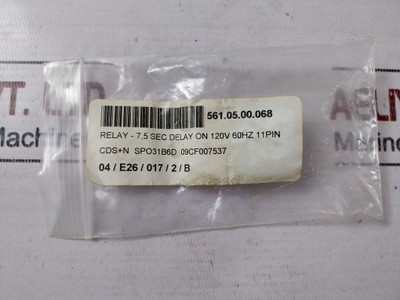 561.05.00.068
RELAY - 7.5 SEC DELAY ON 120V 60HZ 11PIN
CDS+N SPO31B6D 09CF007537
04 / E26 / 017 / 2 / B